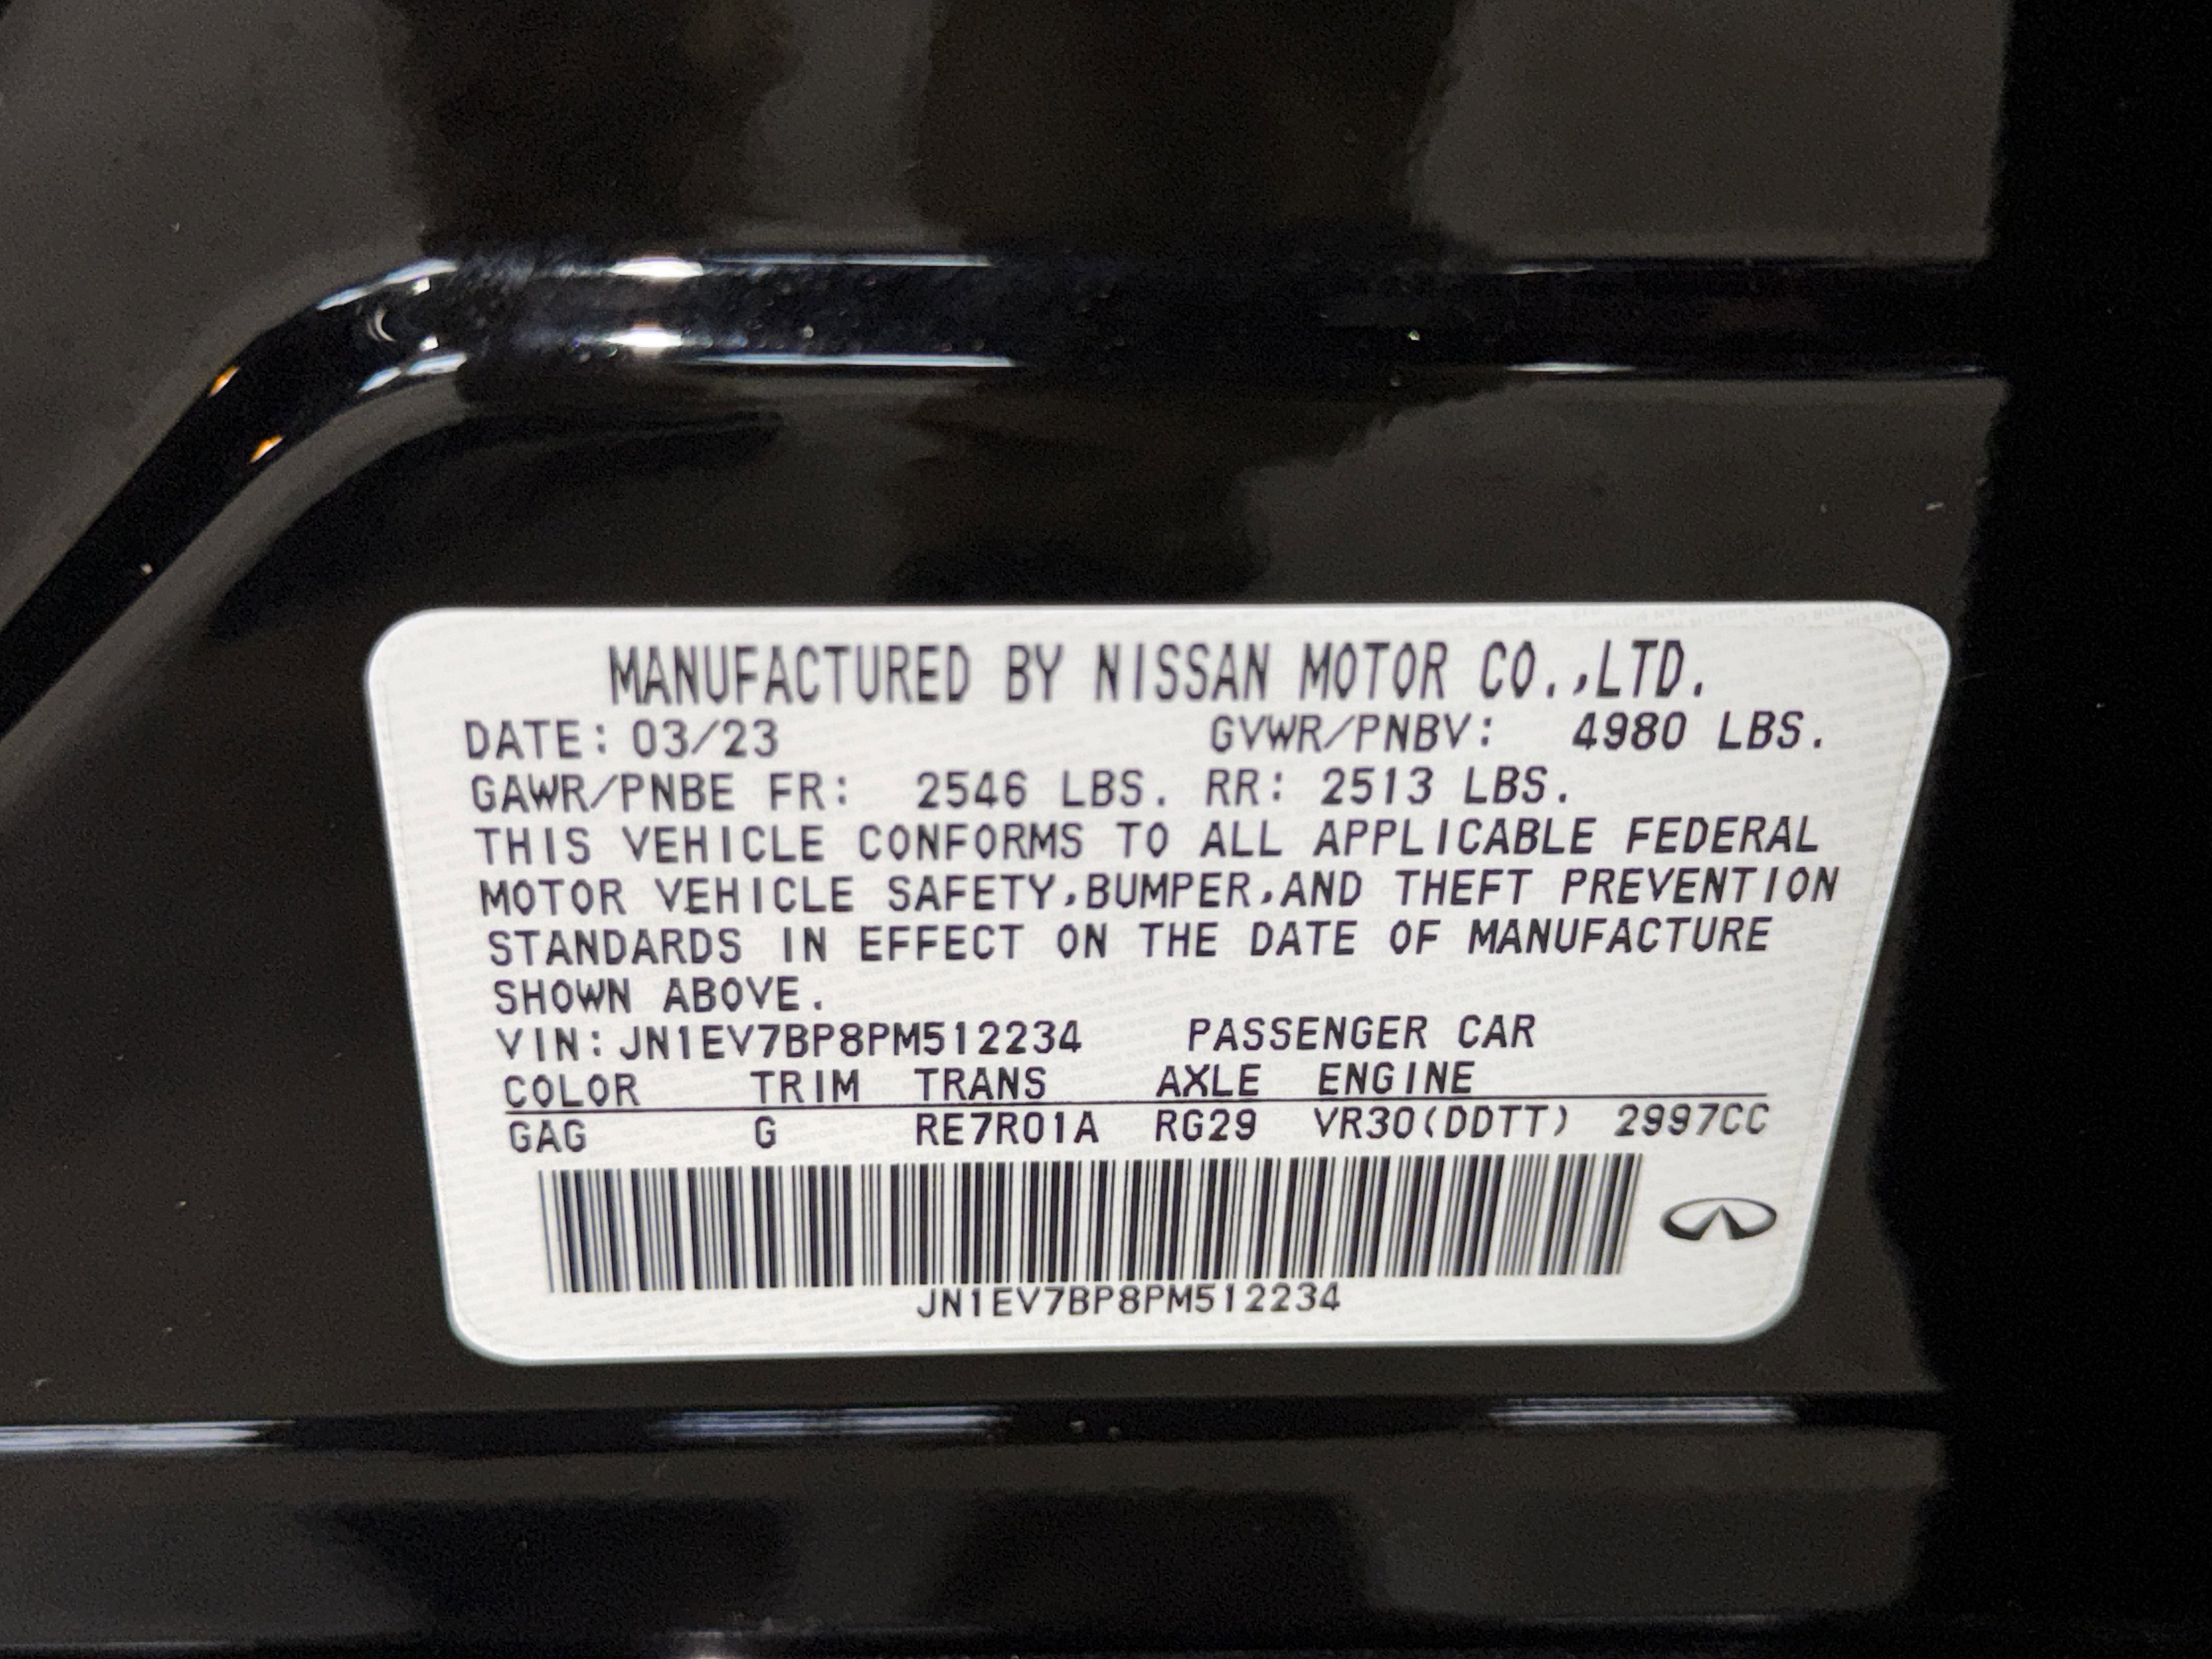 MANUFACTURED BY NISSAN MOTOR CO.,LTD.
DATE: 03/23 GVWR/PNBV: 4980 LBS.
GAWR/PNBE FR: 2546 LBS. RR: 2513 LBS.
THIS VEHICLE CONFORMS TO ALL APPLICABLE FEDERAL
MOTOR VEHICLE SAFETY,BUMPER,AND THEFT PREVENTION
STANDARDS IN EFFECT ON THE DATE OF MANUFACTURE
SHOWN ABOVE.
VIN:JN1EV7BP8PM512234 PASSENGER CAR
COLOR TRIM TRANS AXLE ENGINE
GAG G RE7R01A RG29 VR30(DDTT) 2997CC
JN1EV7BP8PM512234